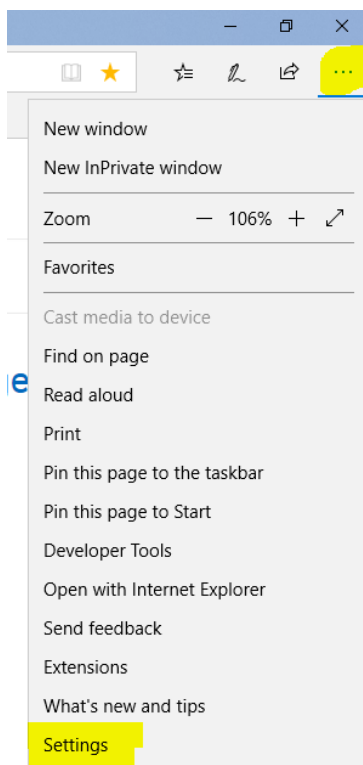 New window
New InPrivate window
Zoom — 106% +
Favorites
Cast media to device
ge
Find on page
Read aloud
Print
Pin this page to the taskbar
Pin this page to Start
Developer Tools
Open with Internet Explorer
Send feedback
Extensions
What's new and tips
Settings